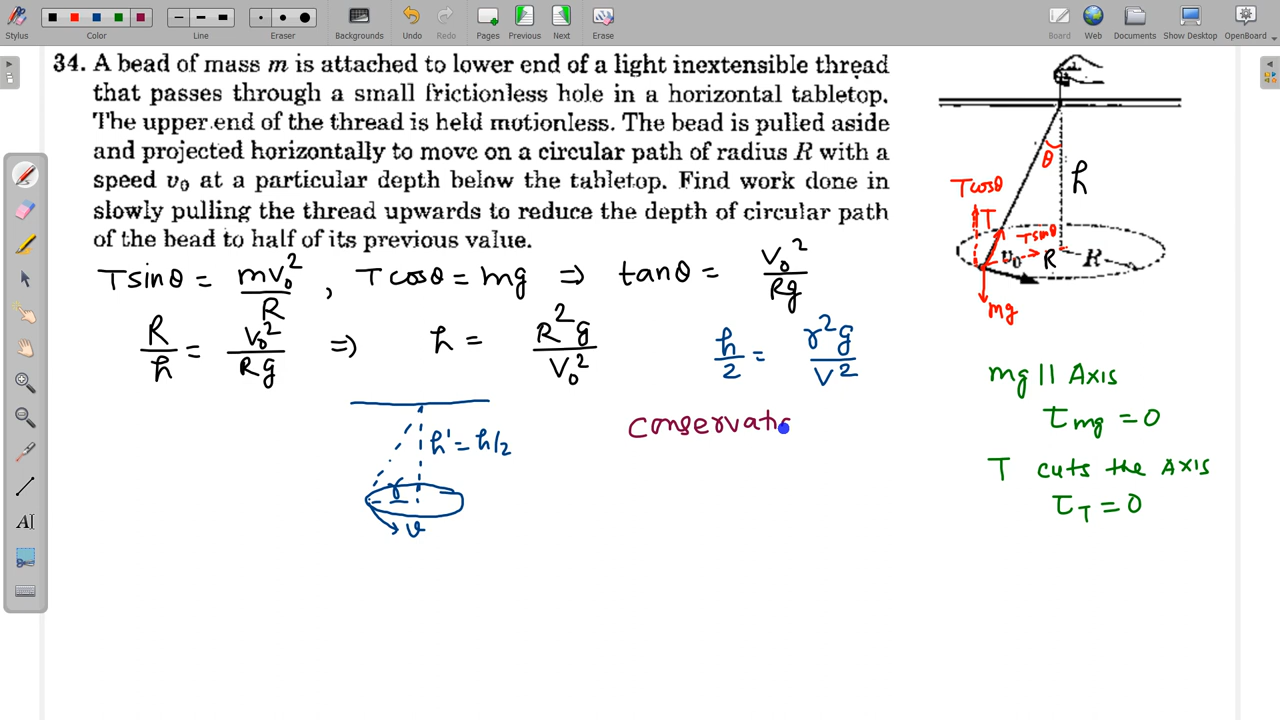 Stylus
Color
Line
Eraser
Backgrounds
Undo
Redo
Pages
Previous
Next
Erase
Board
Web
Documents
Show Desktop
OpenBoard
34. A bead of mass m is attached to lower end of a light inextensible thread
that passes through a small frictionless hole in a horizontal tabletop.
The upper end of the thread is held motionless. The bead is pulled aside
and projected horizontally to move on a circular path of radius R with a
speed v₀ at a particular depth below the tabletop. Find work done in
slowly pulling the thread upwards to reduce the depth of circular path
of the bead to half of its previous value.
θ
h
Tcosθ
T
Tsinθ
v₀
R
R
mg
Tsinθ = mv₀²/R , Tcosθ = mg ⇒ tanθ = v₀²/Rg
R/h = v₀²/Rg ⇒ h = R²g/v₀²
h/2 = r²g/v²
h' = h/2
r
v
conservati
mg || Axis
τmg = 0
T cuts the Axis
τT = 0